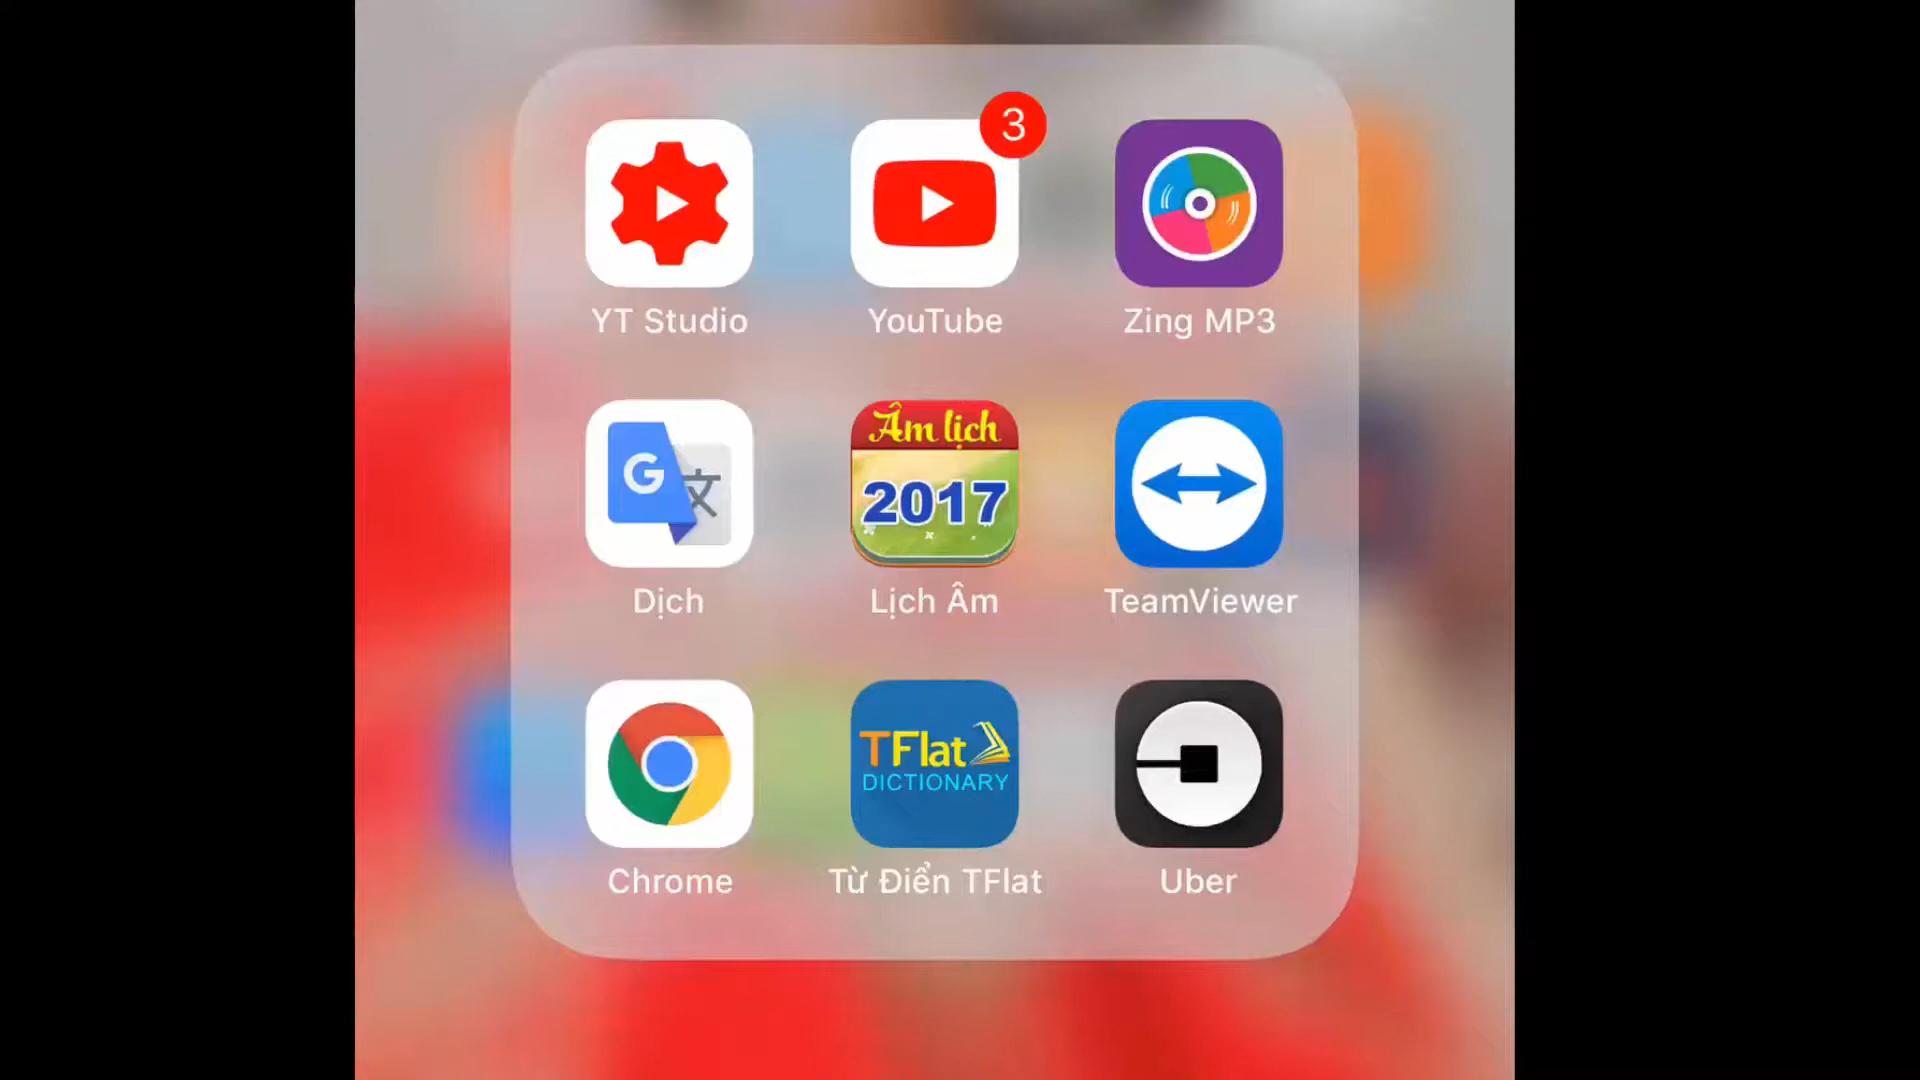 3
YT Studio
YouTube
Zing MP3
G 文
Âm lịch
2017
Dịch
Lịch Âm
TeamViewer
TFlat
DICTIONARY
Chrome
Từ Điển TFlat
Uber